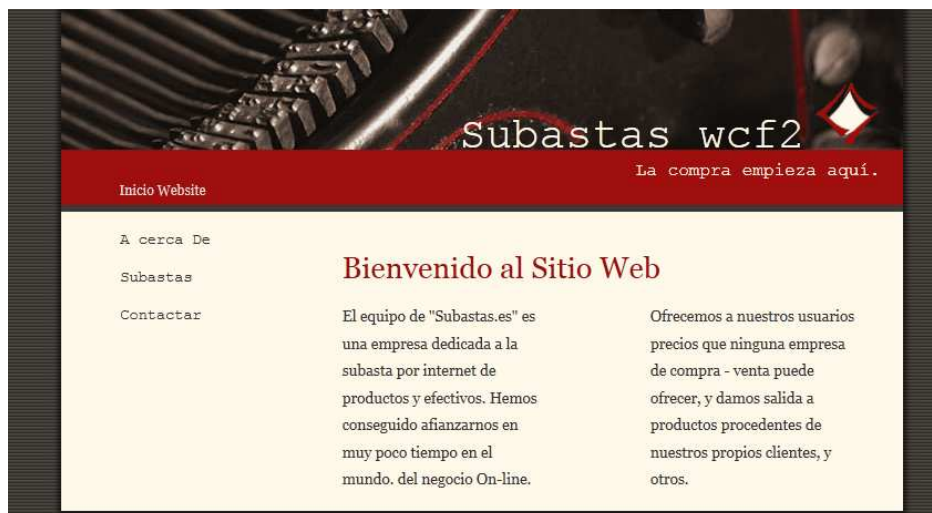 Subastas wcf2
La compra empieza aquí.
Inicio Website
A cerca De
Subastas
Contactar
Bienvenido al Sitio Web
El equipo de "Subastas.es" es
una empresa dedicada a la
subasta por internet de
productos y efectivos. Hemos
conseguido afianzarnos en
muy poco tiempo en el
mundo. del negocio On-line.
Ofrecemos a nuestros usuarios
precios que ninguna empresa
de compra - venta puede
ofrecer, y damos salida a
productos procedentes de
nuestros propios clientes, y
otros.